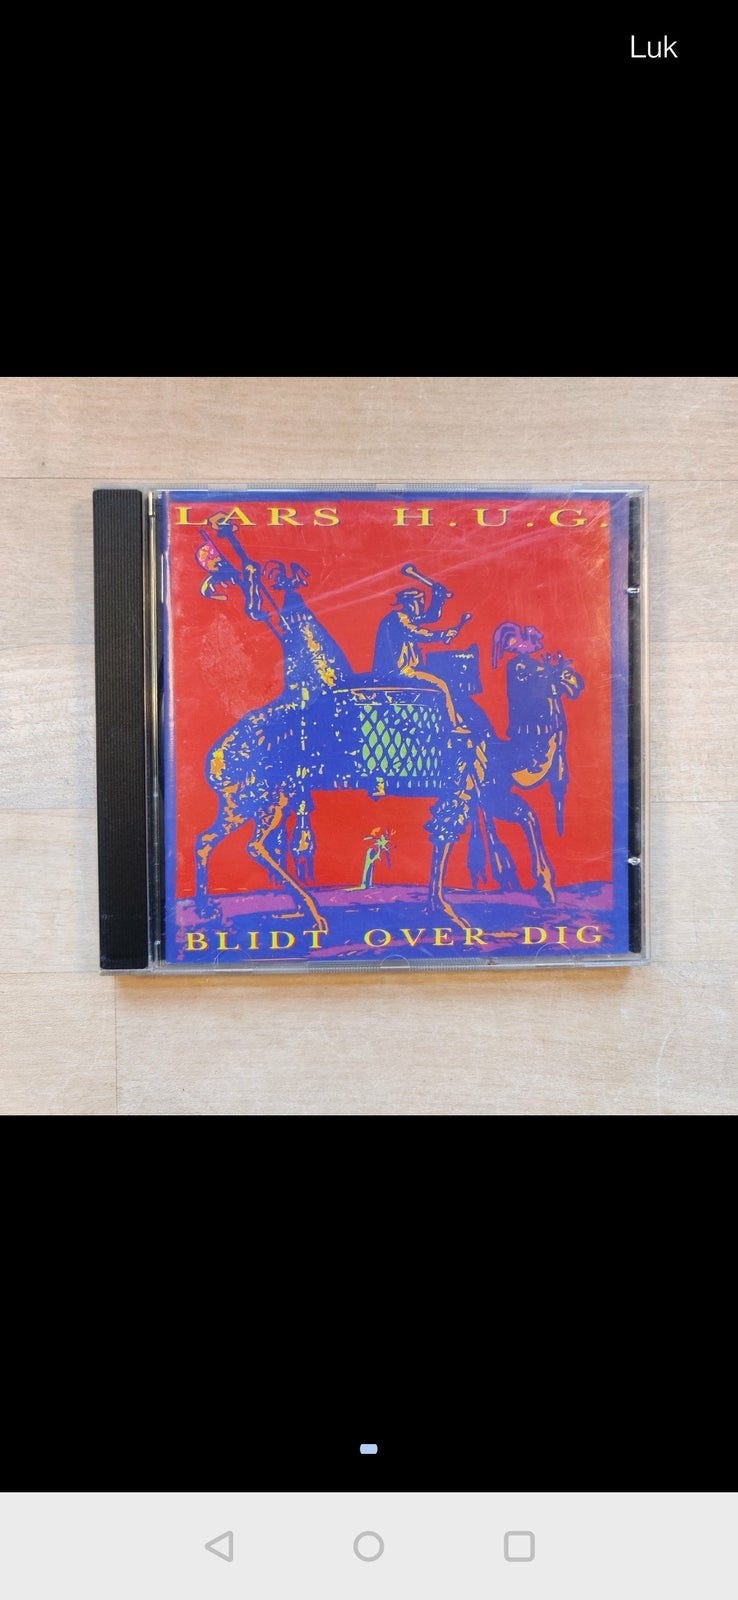 Luk
LARS H.U.G.
BLIDT OVER DIG